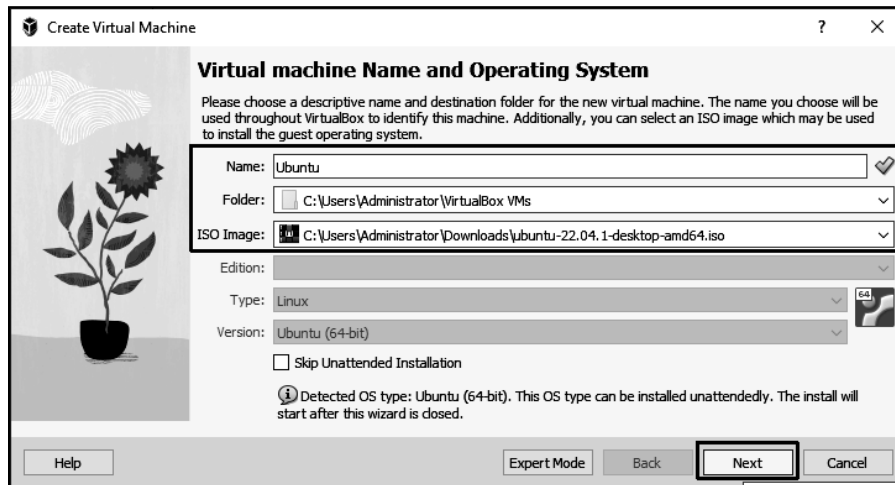 Create Virtual Machine
?
Virtual machine Name and Operating System
Please choose a descriptive name and destination folder for the new virtual machine. The name you choose will be
used throughout VirtualBox to identify this machine. Additionally, you can select an ISO image which may be used
to install the guest operating system.
Name: Ubuntu
Folder: C:\Users\Administrator\VirtualBox VMs
ISO Image: C:\Users\Administrator\Downloads\ubuntu-22.04.1-desktop-amd64.iso
Edition:
Type: Linux
64
Version: Ubuntu (64-bit)
Skip Unattended Installation
Detected OS type: Ubuntu (64-bit). This OS type can be installed unattendedly. The install will
start after this wizard is closed.
Help Expert Mode Back Next Cancel